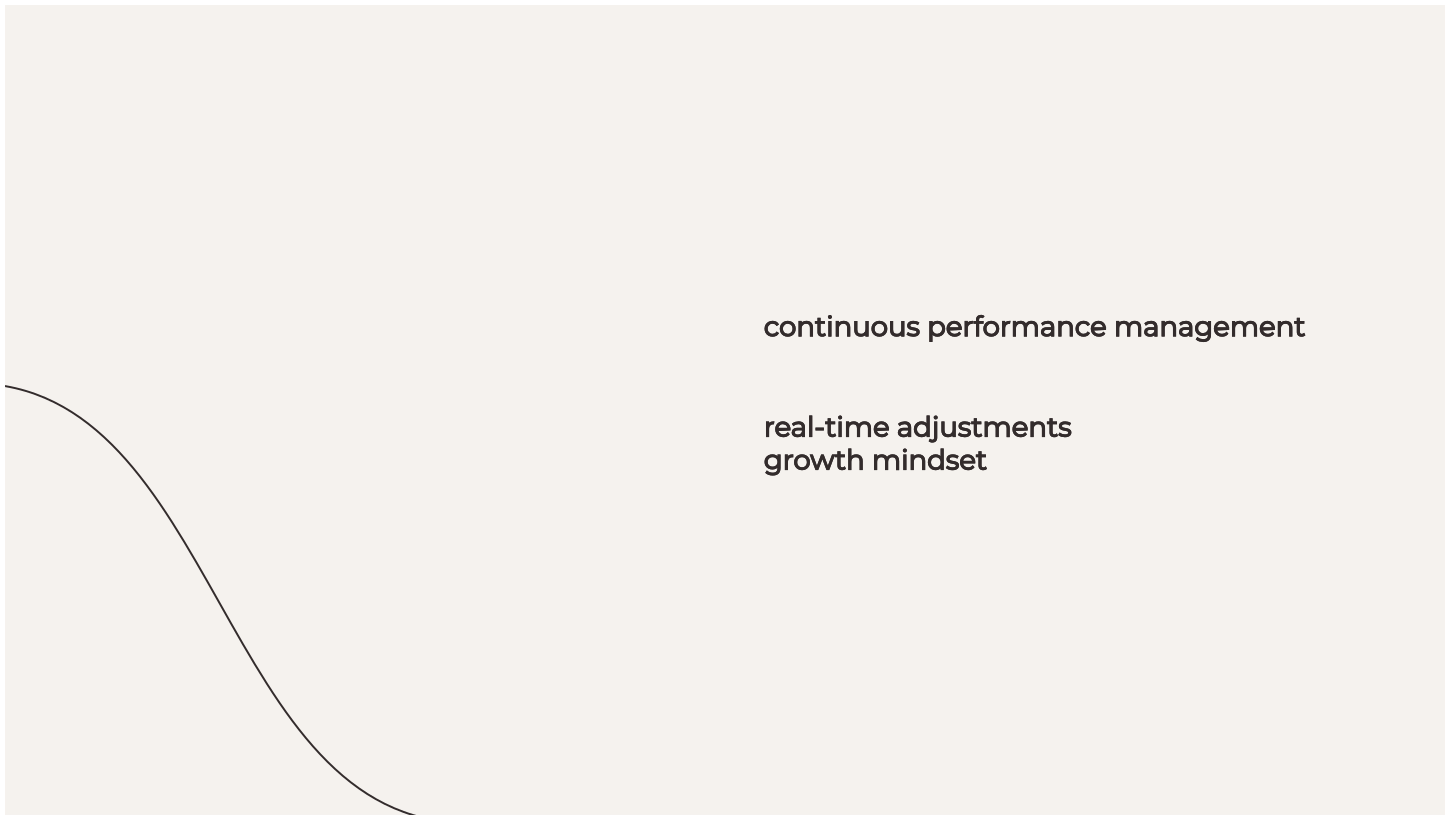 continuous performance management
real-time adjustments
growth mindset